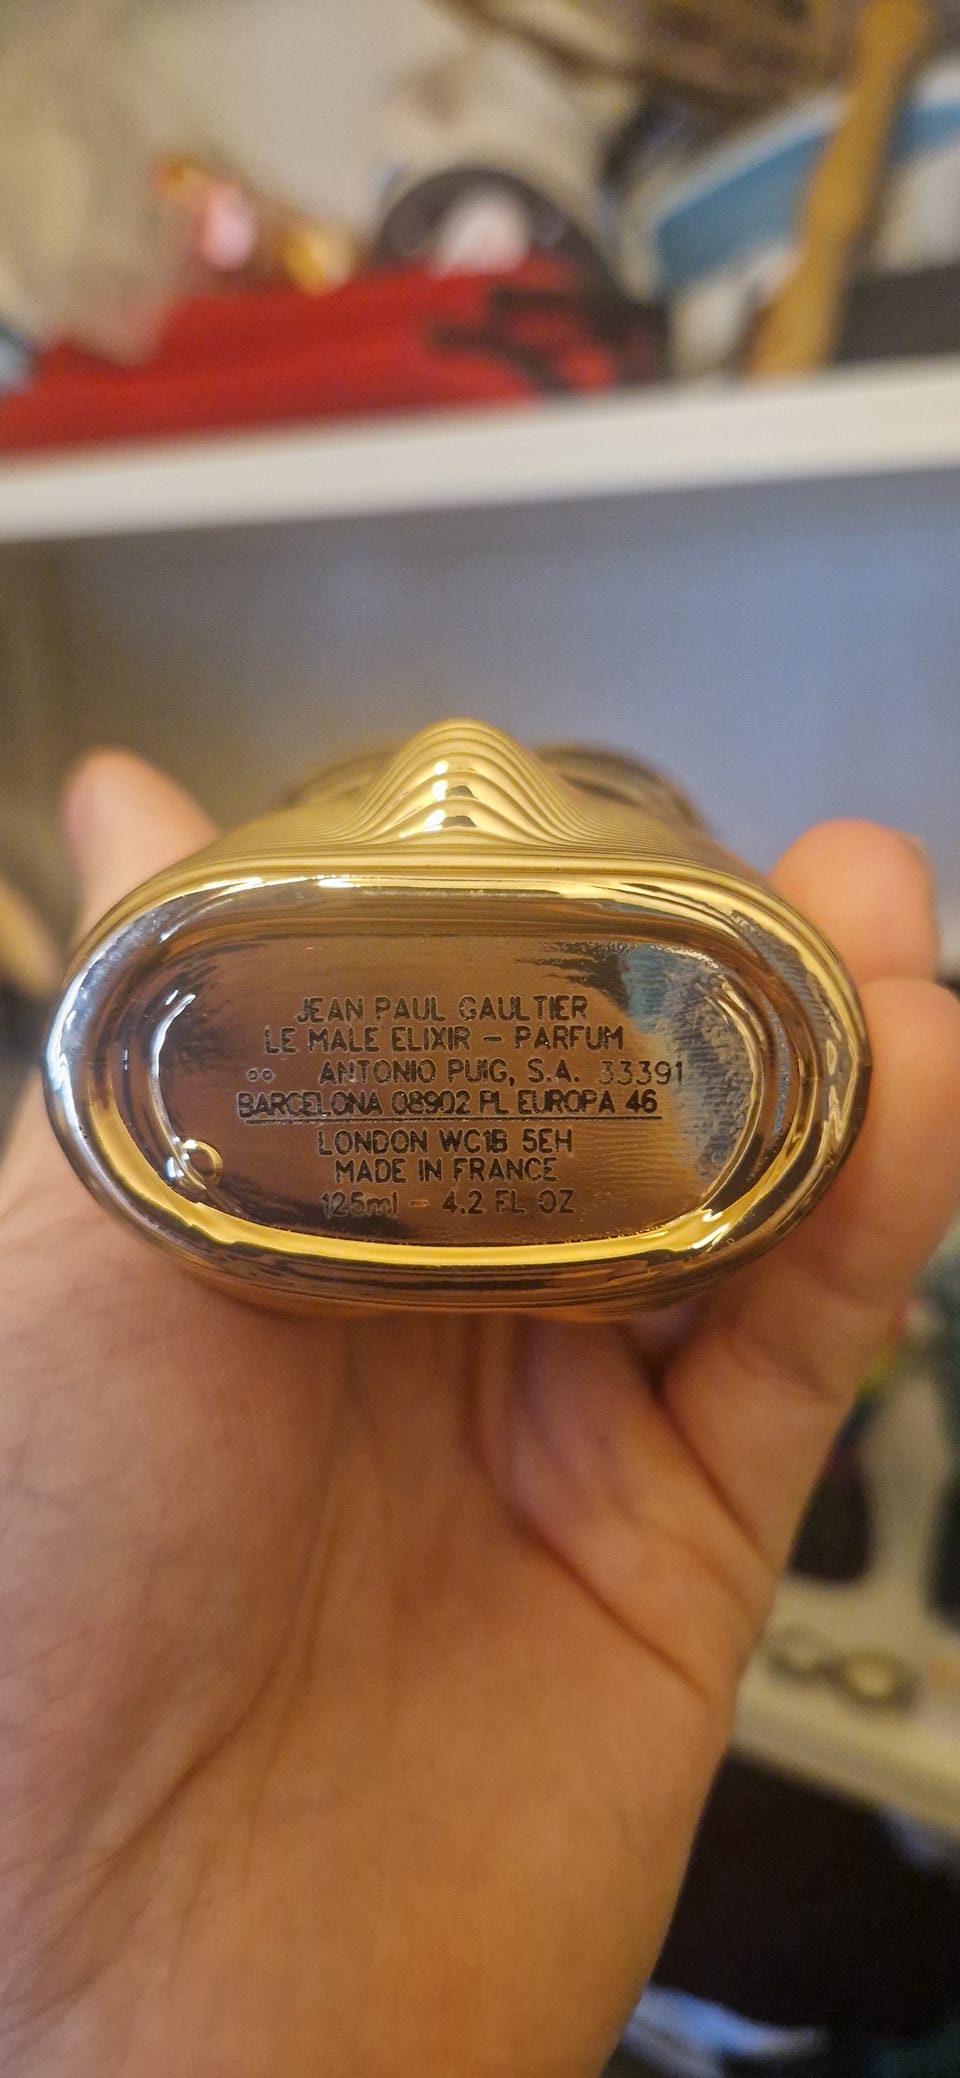 JEAN PAUL GAULTIER
LE MALE ELIXIR – PARFUM
ANTONIO PUIG, S.A. 33391
BARCELONA 08902 PL EUROPA 46
LONDON WC1B 5EH
MADE IN FRANCE
125ml - 4.2 FL OZ